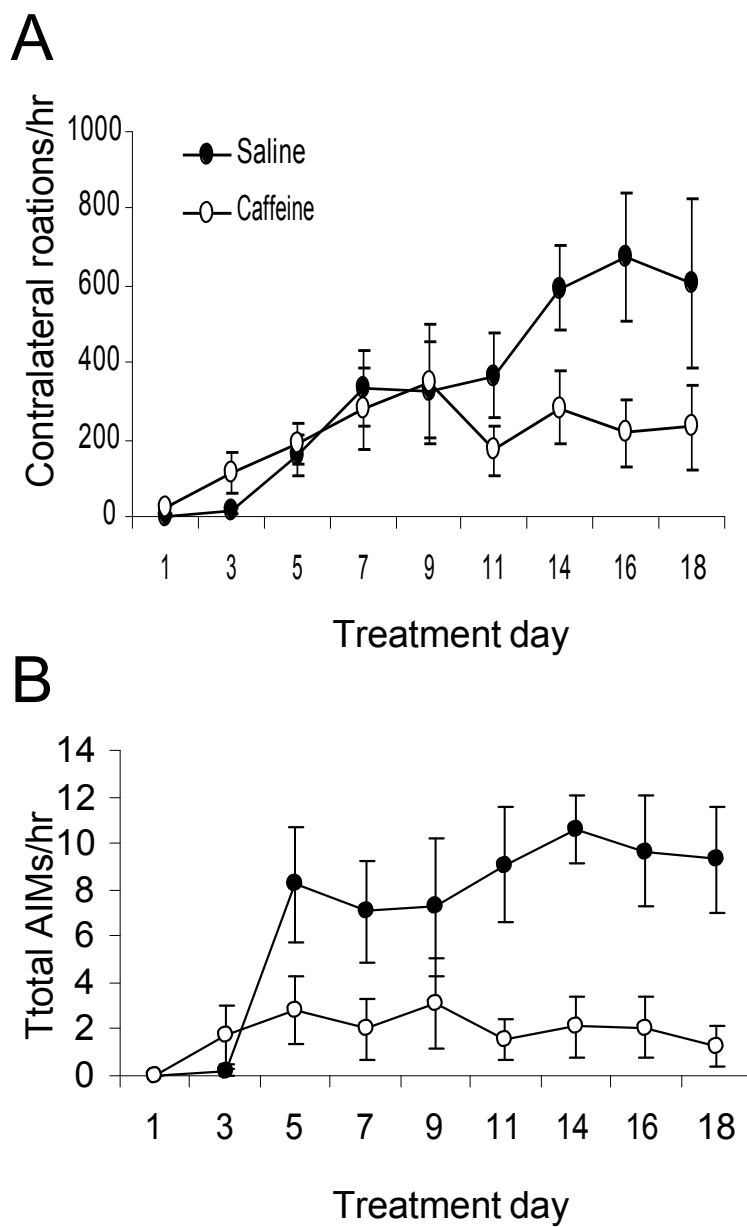 A
Contralateral roations/hr
1000
800
600
400
200
0
Saline
Caffeine
1 3 5 7 9 11 14 16 18
Treatment day
B
Ttotal AIMs/hr
14
12
10
8
6
4
2
0
1 3 5 7 9 11 14 16 18
Treatment day